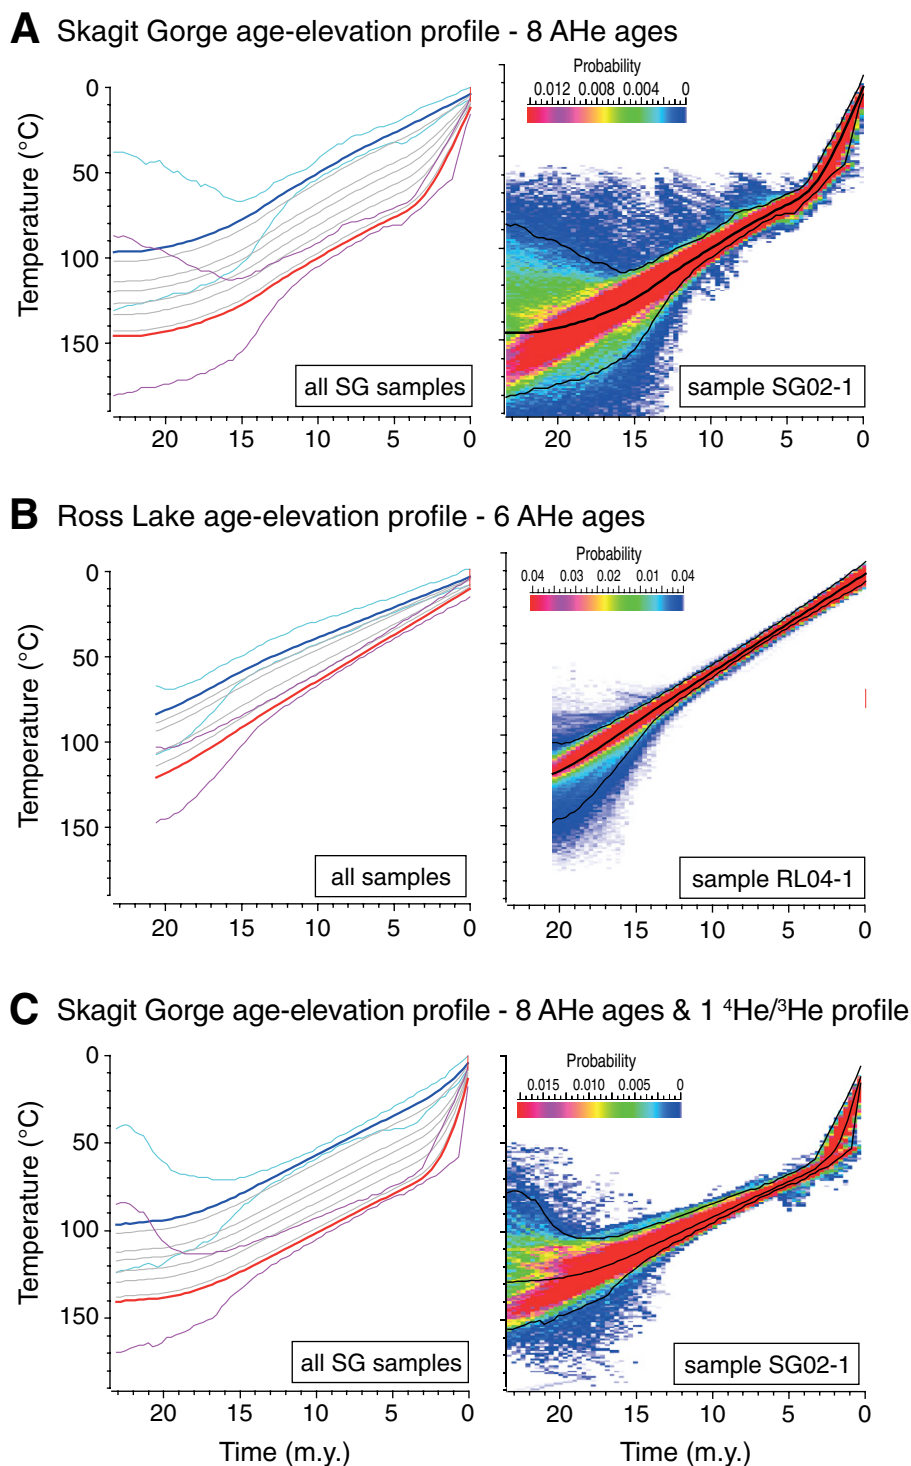 A Skagit Gorge age-elevation profile - 8 AHe ages
Probability
0.012 0.008 0.004 0
0
50
100
150
Temperature (°C)
all SG samples
sample SG02-1
20 15 10 5 0
20 15 10 5 0
B Ross Lake age-elevation profile - 6 AHe ages
Probability
0.04 0.03 0.02 0.01 0.04
0
50
100
150
Temperature (°C)
all samples
sample RL04-1
20 15 10 5 0
20 15 10 5 0
C Skagit Gorge age-elevation profile - 8 AHe ages & 1 ⁴He/³He profile
Probability
0.015 0.010 0.005 0
0
50
100
150
Temperature (°C)
all SG samples
sample SG02-1
20 15 10 5 0
20 15 10 5 0
Time (m.y.)
Time (m.y.)